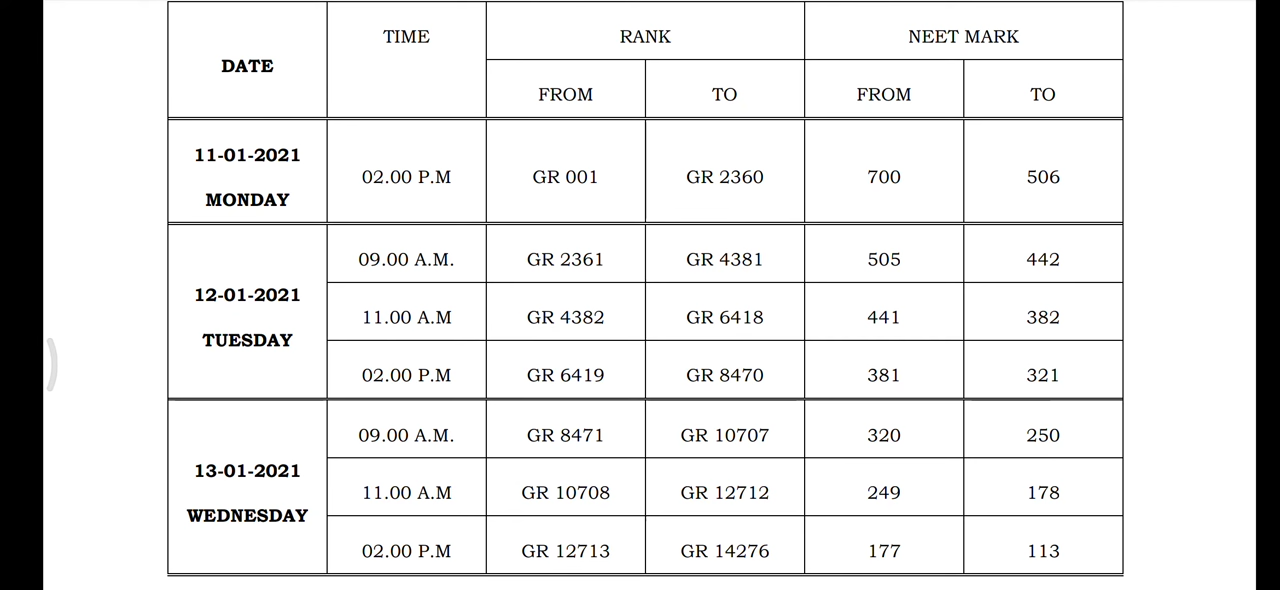 DATE TIME RANK NEET MARK
FROM TO FROM TO
11-01-2021
MONDAY
02.00 P.M GR 001 GR 2360 700 506
12-01-2021
TUESDAY
09.00 A.M. GR 2361 GR 4381 505 442
11.00 A.M GR 4382 GR 6418 441 382
02.00 P.M GR 6419 GR 8470 381 321
13-01-2021
WEDNESDAY
09.00 A.M. GR 8471 GR 10707 320 250
11.00 A.M GR 10708 GR 12712 249 178
02.00 P.M GR 12713 GR 14276 177 113